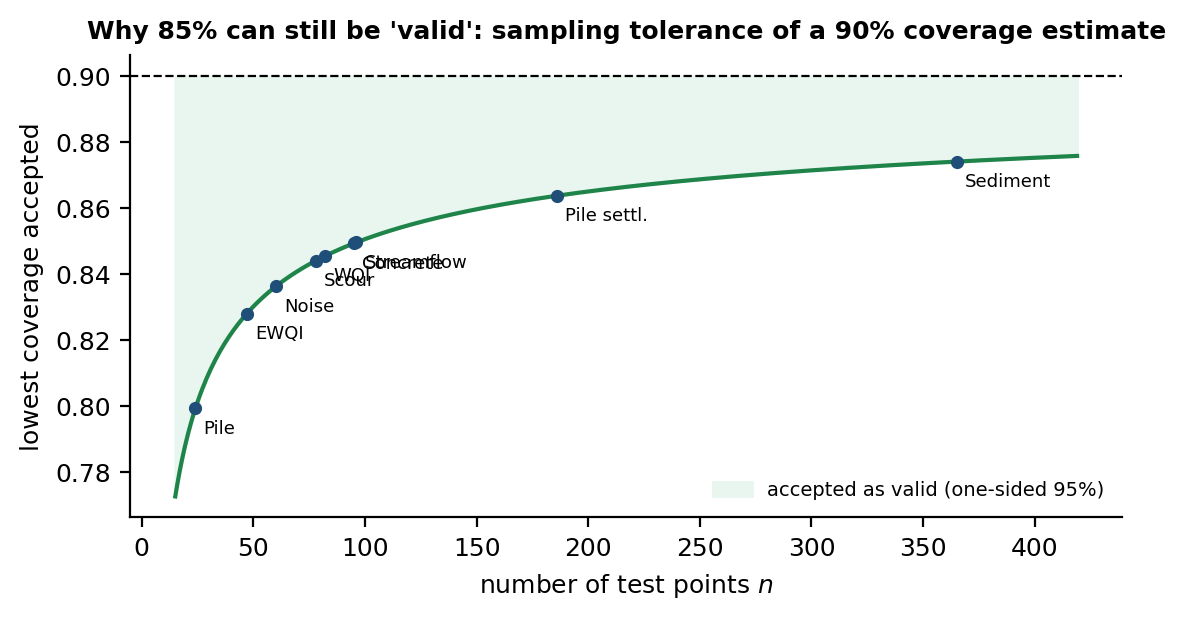 Why 85% can still be 'valid': sampling tolerance of a 90% coverage estimate
lowest coverage accepted
0.90
0.88
0.86
0.84
0.82
0.80
0.78
Sediment
Pile settl.
Streamflow
Concrete
WQI
Scour
Noise
EWQI
Pile
accepted as valid (one-sided 95%)
0
50
100
150
200
250
300
350
400
number of test points n